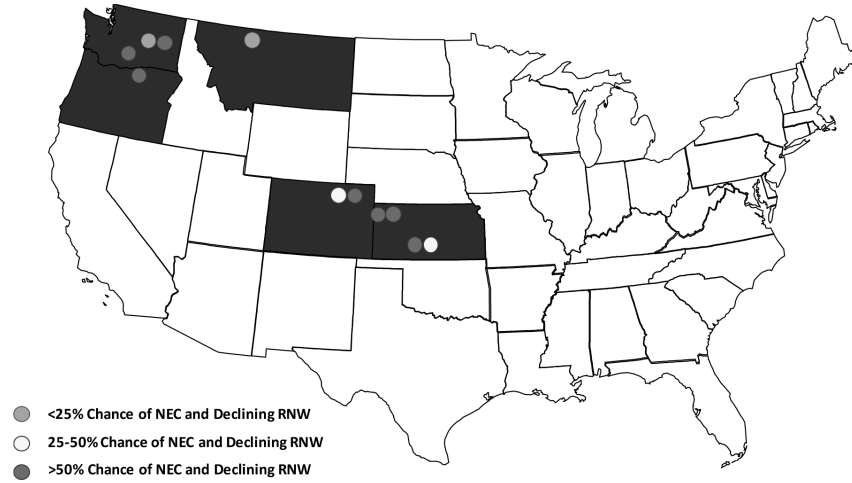 <25% Chance of NEC and Declining RNW
25-50% Chance of NEC and Declining RNW
>50% Chance of NEC and Declining RNW